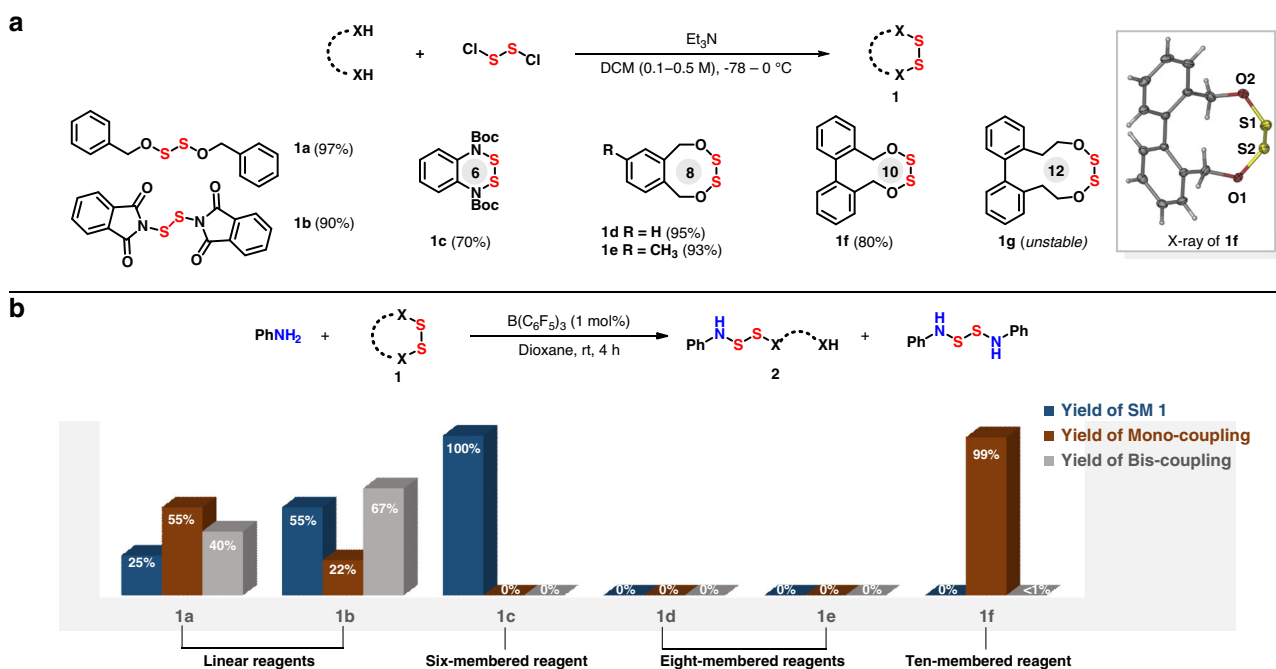 a
XH
XH
+
Cl
S
S
Cl
Et3N
DCM (0.1–0.5 M), -78 – 0 °C
X
S
S
X
1
O
S
S
O
1a (97%)
O
N
O
S
S
O
N
O
1b (90%)
Boc
N
S
6
S
N
Boc
1c (70%)
R
O
S
8
S
O
1d R = H (95%)
1e R = CH3 (93%)
O
S
10
S
O
1f (80%)
O
S
12
S
O
1g (unstable)
O2
S1
S2
O1
X-ray of 1f
b
PhNH2
+
X
S
S
X
1
B(C6F5)3 (1 mol%)
Dioxane, rt, 4 h
H
Ph
N
S
S
X
XH
2
+
H
Ph
N
S
S
N
H
Ph
Yield of SM 1
Yield of Mono-coupling
Yield of Bis-coupling
25%
55%
40%
55%
22%
67%
100%
0%
0%
0%
0%
0%
0%
0%
0%
0%
99%
<1%
1a
1b
1c
1d
1e
1f
Linear reagents
Six-membered reagent
Eight-membered reagents
Ten-membered reagent